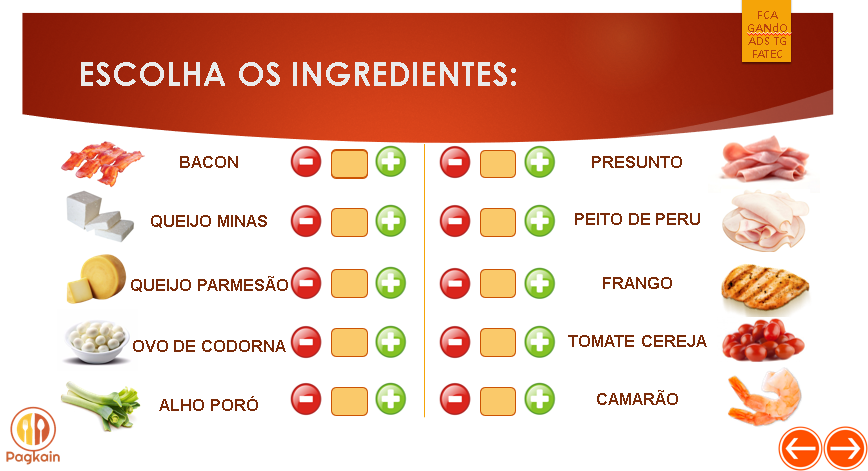 FCA
GANdO
ADS TG
FATEC
ESCOLHA OS INGREDIENTES:
BACON
PRESUNTO
QUEIJO MINAS
PEITO DE PERU
QUEIJO PARMESÃO
FRANGO
OVO DE CODORNA
TOMATE CEREJA
ALHO PORÓ
CAMARÃO
Pagkain